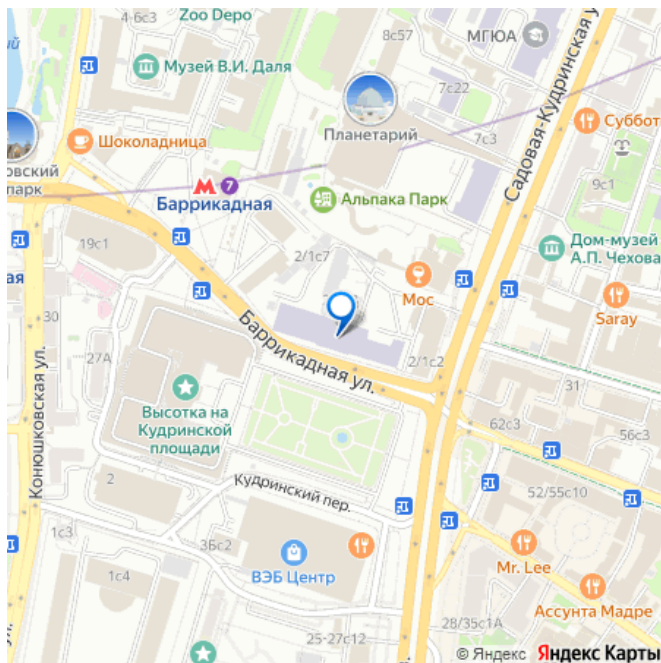 Zoo Depo
4-6с3
8с57
МГЮА
Музей В.И. Даля
7с22
Садовая-Кудринская ул.
Шоколадница
Планетарий
7с3
Суббот
парк
7
Баррикадная
Альпака Парк
9с1
19с1
2/1с7
Дом-музей
А.П. Чехова
Мос
30
Saray
27А
Баррикадная ул.
2/1с2
31
Конюшковская ул.
Высотка на
Кудринской
площади
62с3
56с3
2
Кудринский пер.
52/55с10
1с3
3Бс2
ВЭБ Центр
Mr. Lee
1с4
Ассунта Мадре
28/35с1А
25-27с12
ул.
© Яндекс Яндекс Карты